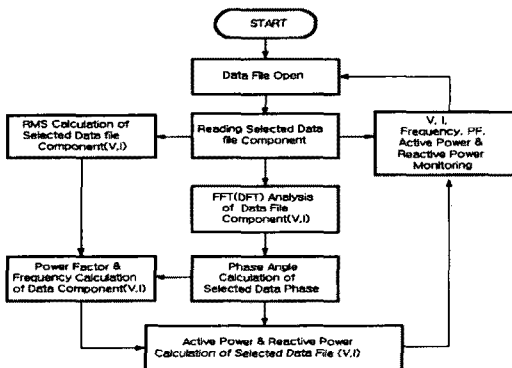 START
Data File Open
RMS Calculation of
Selected Data file
Component(V,I)
Reading Selected Data
file Component
V, I,
Frequency, PF,
Active Power &
Reactive Power
Monitoring
FFT(DFT) Analysis
of Data File
Component(V,I)
Power Factor &
Frequency Calculation
of Data Component(V,I)
Phase Angle
Calculation of
Selected Data Phase
Active Power & Reactive Power
Calculation of Selected Data File (V,I)